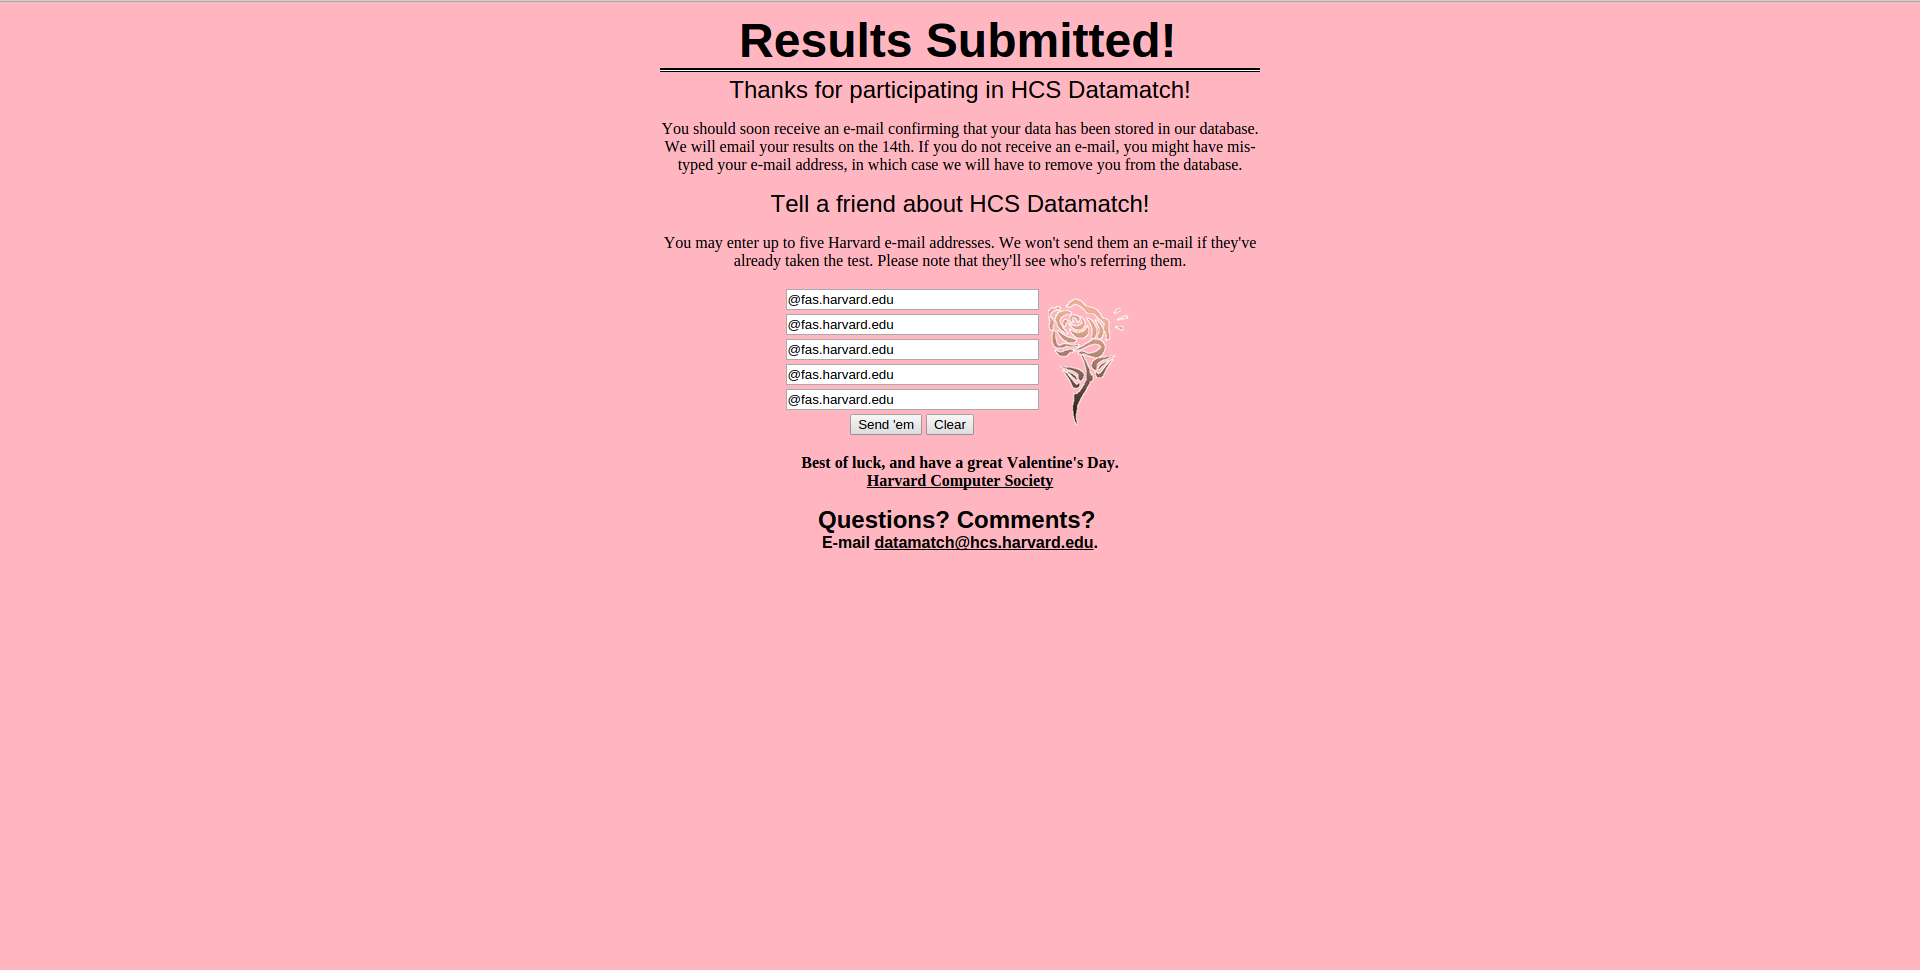 Results Submitted!
Thanks for participating in HCS Datamatch!
You should soon receive an e-mail confirming that your data has been stored in our database.
We will email your results on the 14th. If you do not receive an e-mail, you might have mis-
typed your e-mail address, in which case we will have to remove you from the database.
Tell a friend about HCS Datamatch!
You may enter up to five Harvard e-mail addresses. We won't send them an e-mail if they've
already taken the test. Please note that they'll see who's referring them.
@fas.harvard.edu
@fas.harvard.edu
@fas.harvard.edu
@fas.harvard.edu
@fas.harvard.edu
Send 'em Clear
Best of luck, and have a great Valentine's Day.
Harvard Computer Society
Questions? Comments?
E-mail datamatch@hcs.harvard.edu.